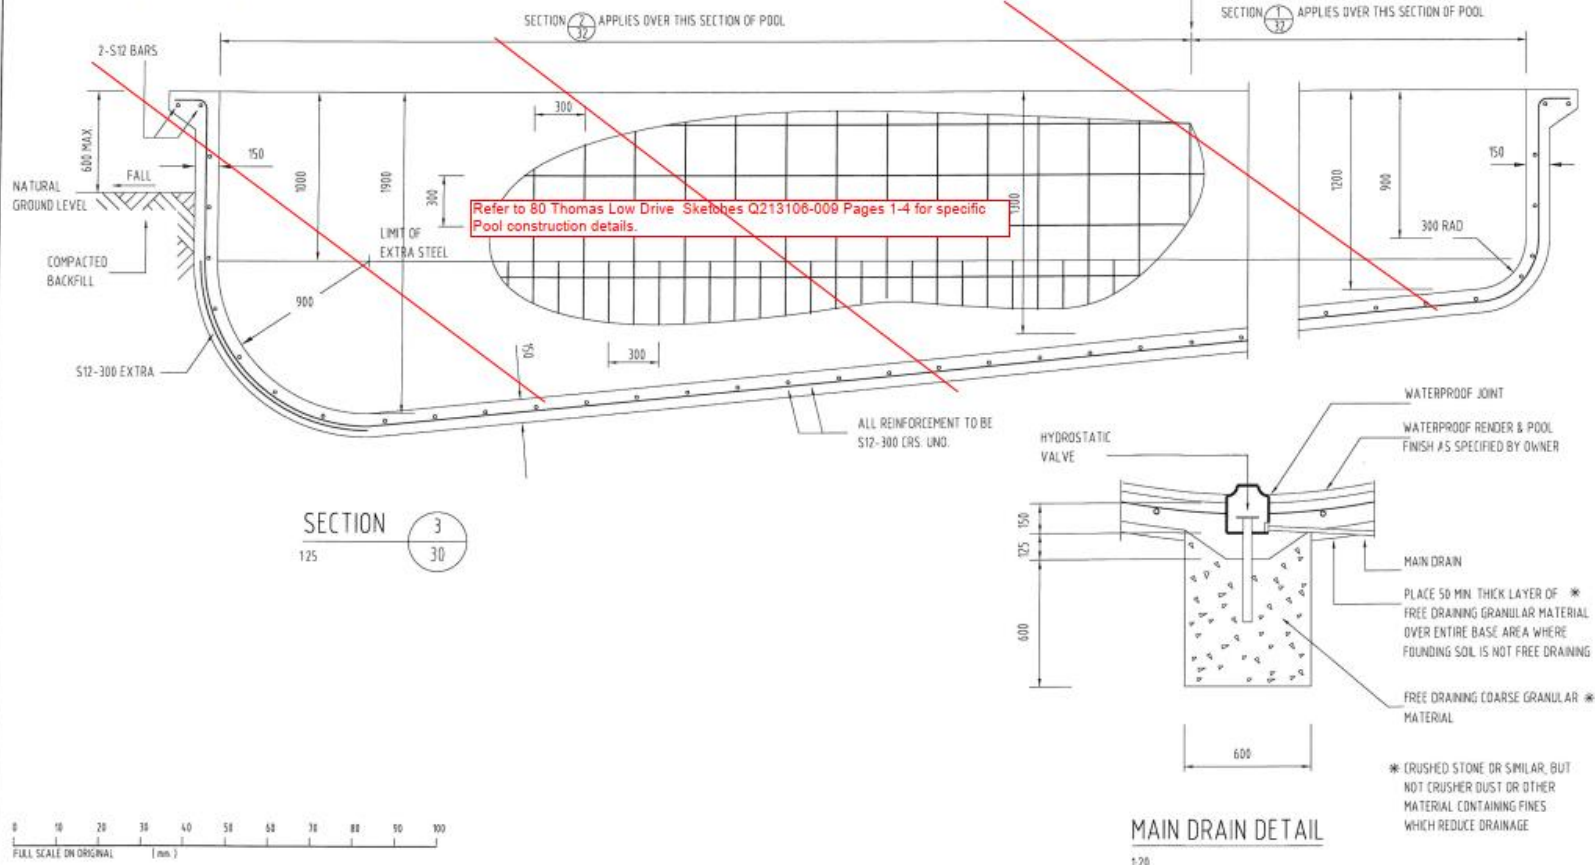 SECTION 2/32 APPLIES OVER THIS SECTION OF POOL
SECTION 1/32 APPLIES OVER THIS SECTION OF POOL
2-S12 BARS
600 MAX.
150
FALL
NATURAL
GROUND LEVEL
COMPACTED
BACKFILL
1000
1900
LIMIT OF
EXTRA STEEL
900
S12-300 EXTRA
300
300
Refer to 80 Thomas Low Drive Sketches Q213106-009 Pages 1-4 for specific
Pool construction details.
1300
300
150
ALL REINFORCEMENT TO BE
S12-300 CRS. UNO.
1200
900
150
300 RAD
SECTION 3
30
1:25
HYDROSTATIC
VALVE
WATERPROOF JOINT
WATERPROOF RENDER & POOL
FINISH AS SPECIFIED BY OWNER
150
125
600
600
MAIN DRAIN
PLACE 50 MIN. THICK LAYER OF *
FREE DRAINING GRANULAR MATERIAL
OVER ENTIRE BASE AREA WHERE
FOUNDING SOIL IS NOT FREE DRAINING
FREE DRAINING COARSE GRANULAR *
MATERIAL
* CRUSHED STONE OR SIMILAR, BUT
NOT CRUSHER DUST OR OTHER
MATERIAL CONTAINING FINES
WHICH REDUCE DRAINAGE
MAIN DRAIN DETAIL
1:20
0 10 20 30 40 50 60 70 80 90 100
FULL SCALE ON ORIGINAL (mm.)